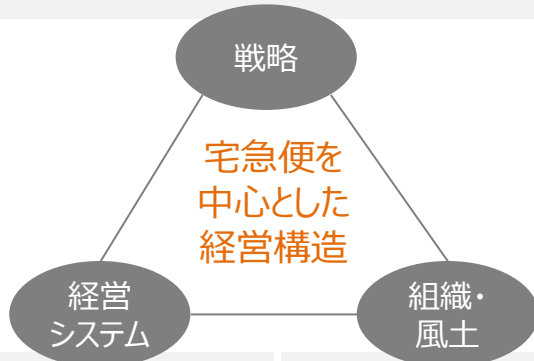 戦略
宅急便を
中心とした
経営構造
経営
システム
組織・
風土